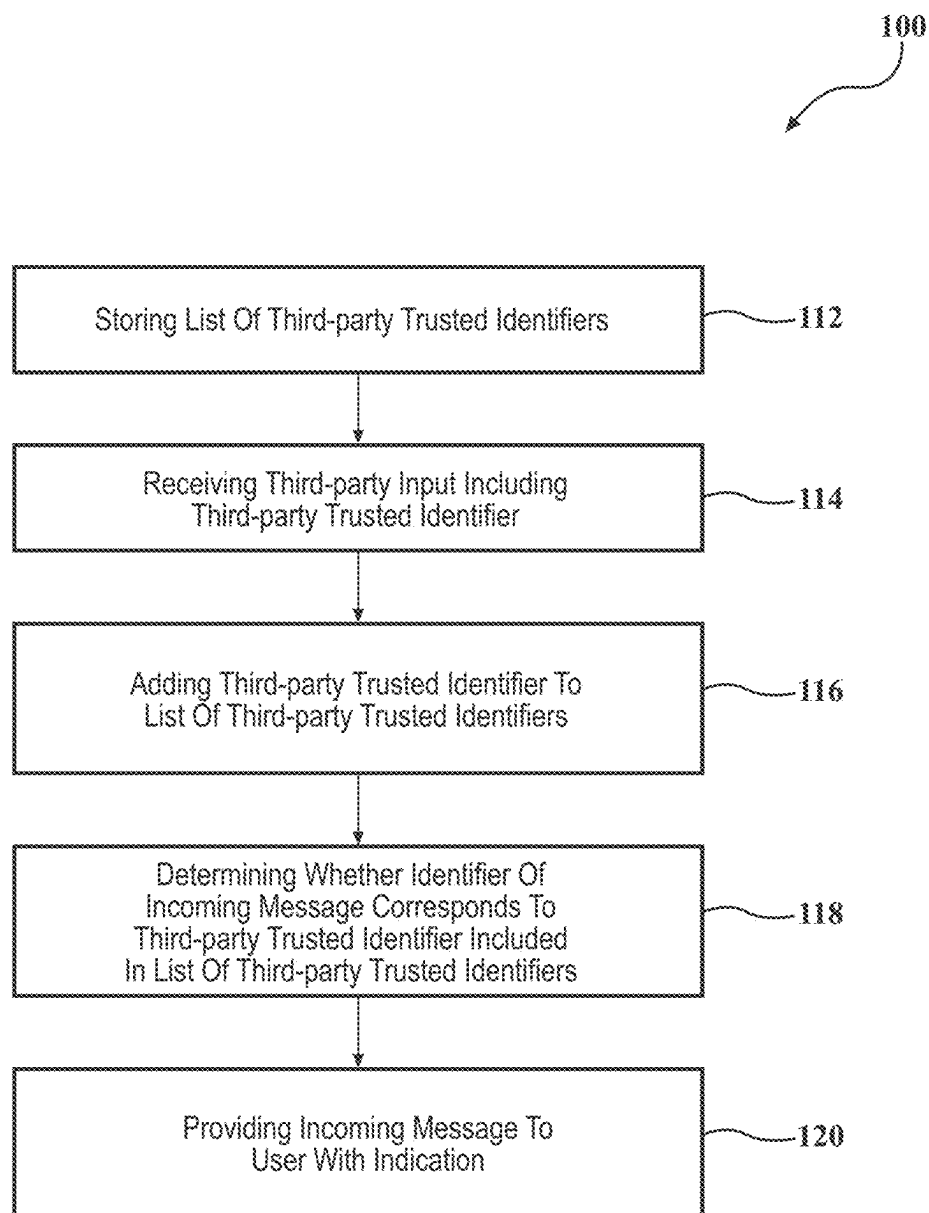 100
Storing List Of Third-party Trusted Identifiers
112
Receiving Third-party Input Including
Third-party Trusted Identifier
114
Adding Third-party Trusted Identifier To
List Of Third-party Trusted Identifiers
116
Determining Whether Identifier Of
Incoming Message Corresponds To
Third-party Trusted Identifier Included
In List Of Third-party Trusted Identifiers
118
Providing Incoming Message To
User With Indication
120